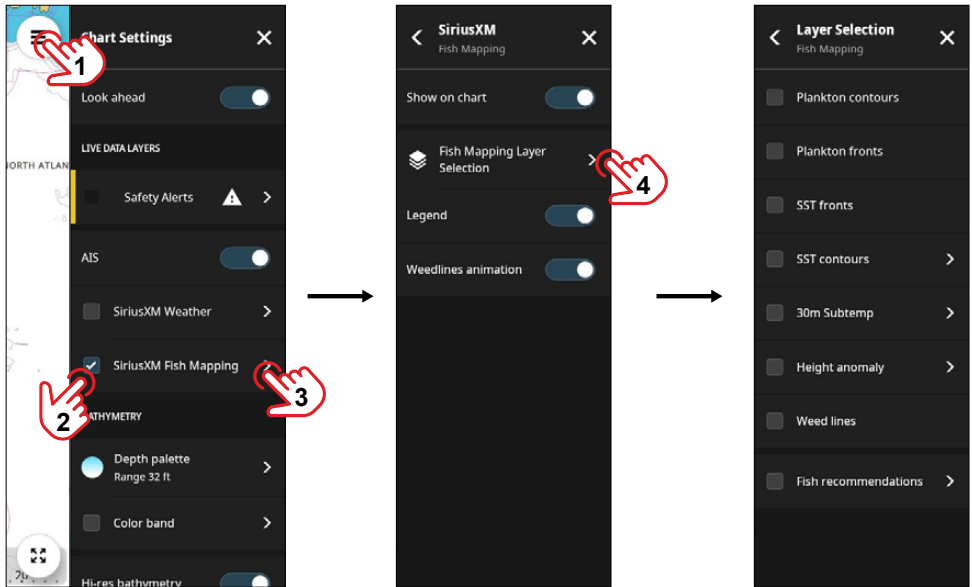 1
Chart Settings
Look ahead
LIVE DATA LAYERS
NORTH ATLAN
Safety Alerts
AIS
SiriusXM Weather
SiriusXM Fish Mapping
2
3
BATHYMETRY
Depth palette
Range 32 ft
Color band
20
Hi-res bathymetry
SiriusXM
Fish Mapping
Show on chart
Fish Mapping Layer
Selection
4
Legend
Weedlines animation
Layer Selection
Fish Mapping
Plankton contours
Plankton fronts
SST fronts
SST contours
30m Subtemp
Height anomaly
Weed lines
Fish recommendations